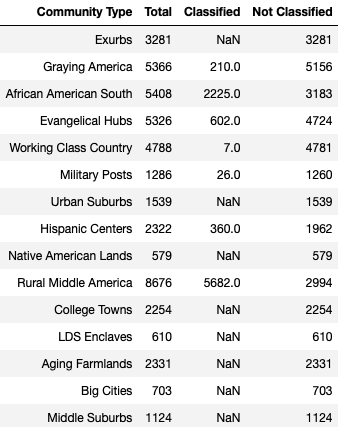 Community Type Total Classified Not Classified
Exurbs 3281 NaN 3281
Graying America 5366 210.0 5156
African American South 5408 2225.0 3183
Evangelical Hubs 5326 602.0 4724
Working Class Country 4788 7.0 4781
Military Posts 1286 26.0 1260
Urban Suburbs 1539 NaN 1539
Hispanic Centers 2322 360.0 1962
Native American Lands 579 NaN 579
Rural Middle America 8676 5682.0 2994
College Towns 2254 NaN 2254
LDS Enclaves 610 NaN 610
Aging Farmlands 2331 NaN 2331
Big Cities 703 NaN 703
Middle Suburbs 1124 NaN 1124